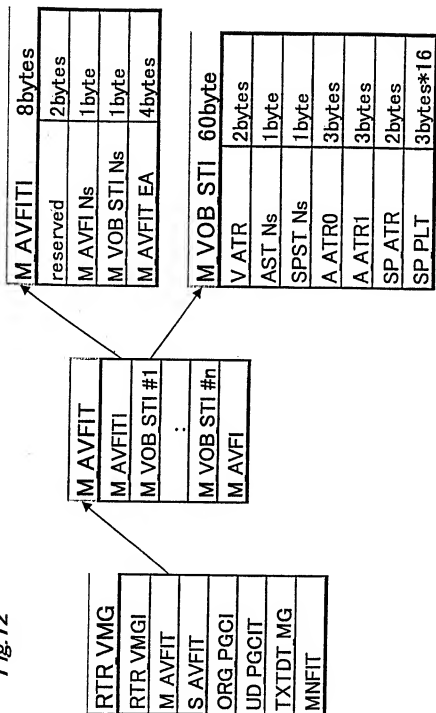 Fig.12
RTR VMG
RTR VMGI
M AVFIT
S AVFIT
ORG PGCI
UD PGCIT
TXTDT MG
MNFIT
M AVFIT
M AVFITI
M VOB STI #1
:
M VOB STI #n
M AVFI
M AVFITI 8bytes
reserved 2bytes
M AVFI Ns 1byte
M VOB STI Ns 1byte
M AVFIT EA 4bytes
M VOB STI 60byte
V ATR 2bytes
AST Ns 1byte
SPST Ns 1byte
A ATR0 3bytes
A ATR1 3bytes
SP ATR 2bytes
SP PLT 3bytes*16